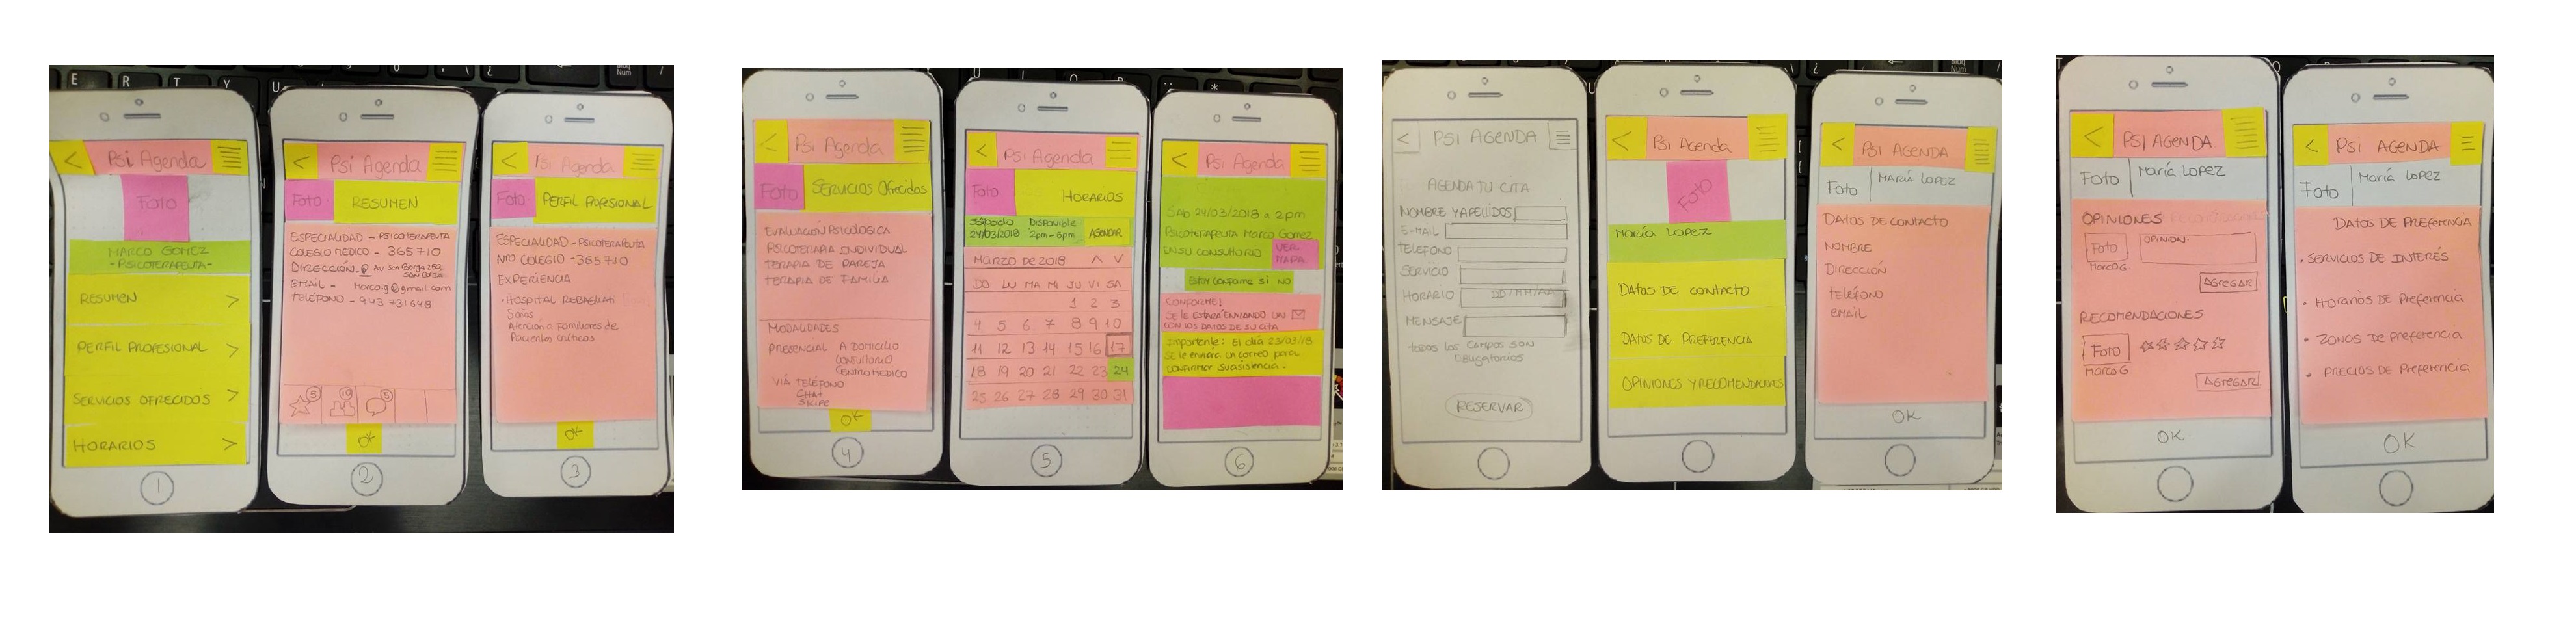 E R T Y U
Bloq
Num
<
Psi Agenda
Foto
MARCO GOMEZ
-PSICOTERAPEUTA-
RESUMEN >
PERFIL PROFESIONAL >
SERVICIOS OFRECIDOS >
HORARIOS >
1
<
Psi Agenda
Foto
RESUMEN
ESPECIALIDAD - PSICOTERAPEUTA
COLEGIO MEDICO - 365710
DIRECCIÓN- Av San Borja 250,
SAN BORJA
EMAIL - Marco.g@gmail.com
TELÉFONO - 943 731648
5
19
5
OK
2
<
Psi Agenda
Foto
PERFIL PROFESIONAL
ESPECIALIDAD - PSICOTERAPEUTA
Nro COLEGIO - 365710
EXPERIENCIA
• Hospital REBAGLIATI
5 años
Atención a Familiares de
Pacientes críticos
OK
3
<
Psi Agenda
Foto
SERVICIOS Ofrecidos
EVALUACIÓN PSICOLÓGICA
PSICOTERAPIA INDIVIDUAL
TERAPIA DE PAREJA
TERAPIA DE FAMILIA
MODALIDADES
PRESENCIAL A DOMICILIO
CONSULTORIO
CENTRO MEDICO
VIÁ TELÉFONO
CHAT
SKIPE
OK
4
<
Psi Agenda
Foto
HORARIOS
Sábado Disponible
24/03/2018 2pm-6pm AGENDAR
MARZO DE 2018
DO LU MA MI JU VI SA
1 2 3
4 5 6 7 8 9 10
11 12 13 14 15 16 17
18 19 20 21 22 23 24
25 26 27 28 29 30 31
5
<
Psi Agenda
SAB 24/03/2018 a 2pm
Psicoterapeuta Marco Gomez
EN SU CONSULTORIO VER
MAPA
ESTOY CONFORME SI NO
CONFORME!
SE LE ESTARÁ ENVIANDO UN
CON LOS DATOS DE SU CITA
Importante: El día 23/03/18
se le enviara un correo para
confirmar su asistencia.
6
<
PSI AGENDA
AGENDA TU CITA
NOMBRE Y APELLIDOS
E-MAIL
TELEFONO
SERVICIO
HORARIO DD/MM/AA
MENSAJE
TODOS LOS CAMPOS SON
Obligatorios
RESERVAR
<
Psi Agenda
FOTO
María LOPEZ
DATOS DE CONTACTO
DATOS DE PREFERENCIA
OPINIONES Y RECOMENDACIONES
<
PSi AGENDA
Foto
MARÍA LOPEZ
DATOS DE CONTACTO
NOMBRE
DIRECCIÓN
TELÉFONO
EMAIL
OK
<
PSI AGENDA
Foto
María LOPEZ
OPINIONES
Foto
Marco G.
OPINION-
AGREGAR
RECOMENDACIONES
Foto
Marco G.
AGREGAR
OK
<
PSi AGENDA
Foto
María LOPEZ
DATOS DE PREFERENCIA
• SERVICIOS DE INTERÉS
• Horarios DE Preferencia
• Zonas DE Preferencia
• PRECIOS DE Preferencia
OK